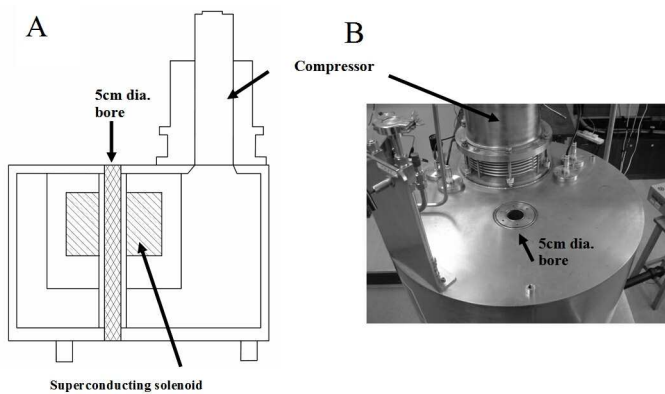 A
B
Compressor
5cm dia.
bore
5cm dia.
bore
Superconducting solenoid